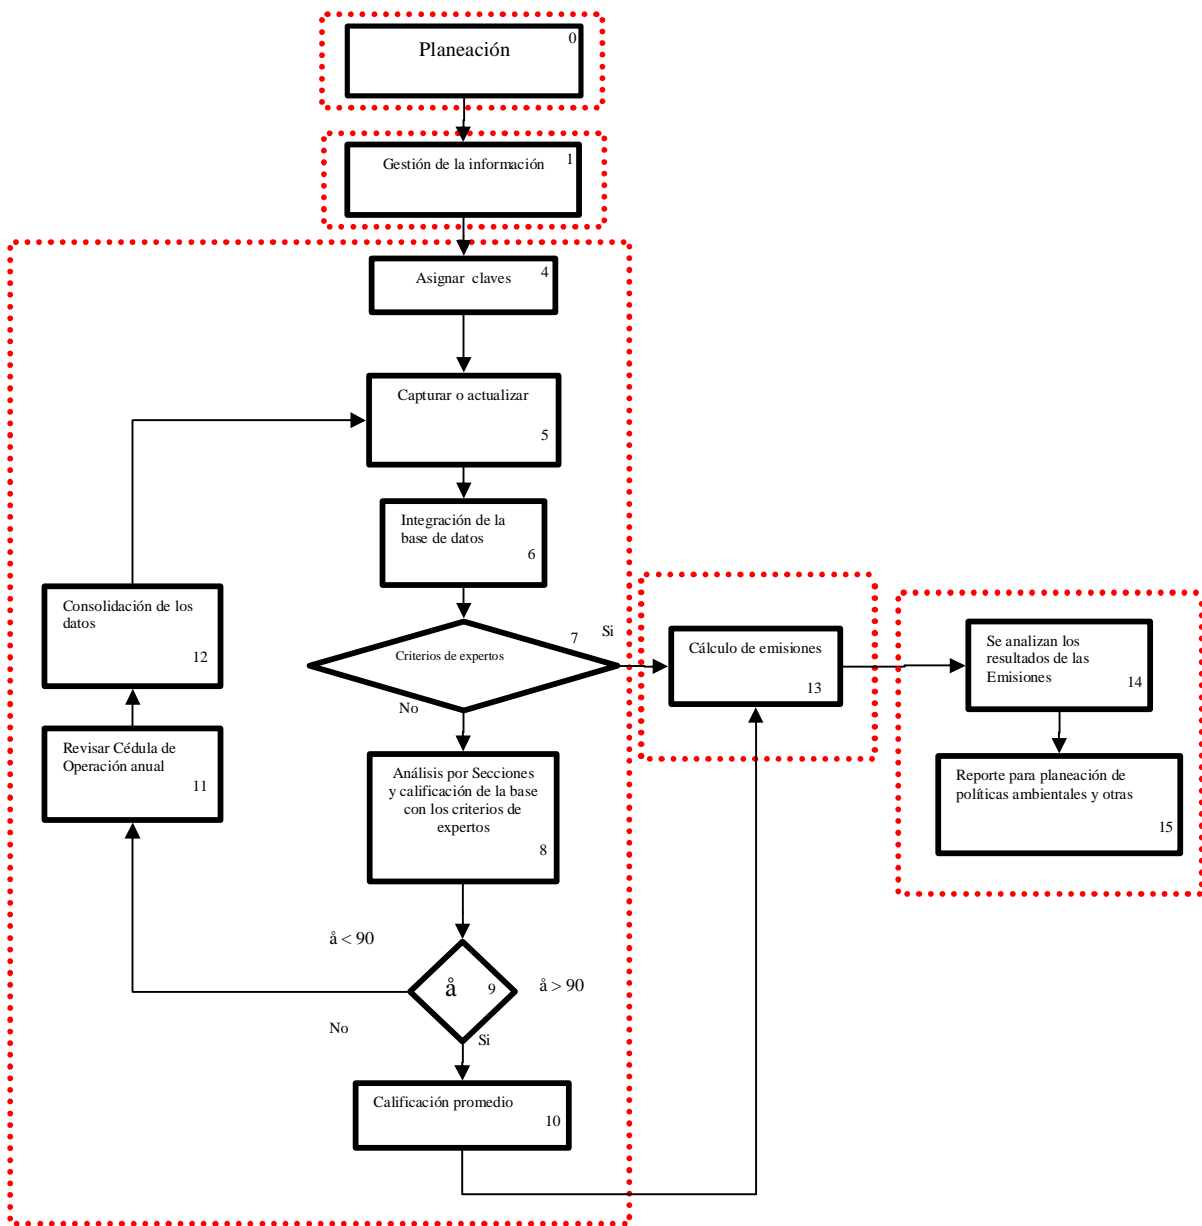 Planeación
0
Gestión de la información
1
Asignar claves
4
Capturar o actualizar
5
Integración de la
base de datos
6
Criterios de expertos
7
Si
No
Análisis por Secciones
y calificación de la base
con los criterios de
expertos
8
å < 90
å
9
å > 90
No
Si
Calificación promedio
10
Revisar Cédula de
Operación anual
11
Consolidación de los
datos
12
Cálculo de emisiones
13
Se analizan los
resultados de las
Emisiones
14
Reporte para planeación de
políticas ambientales y otras
15